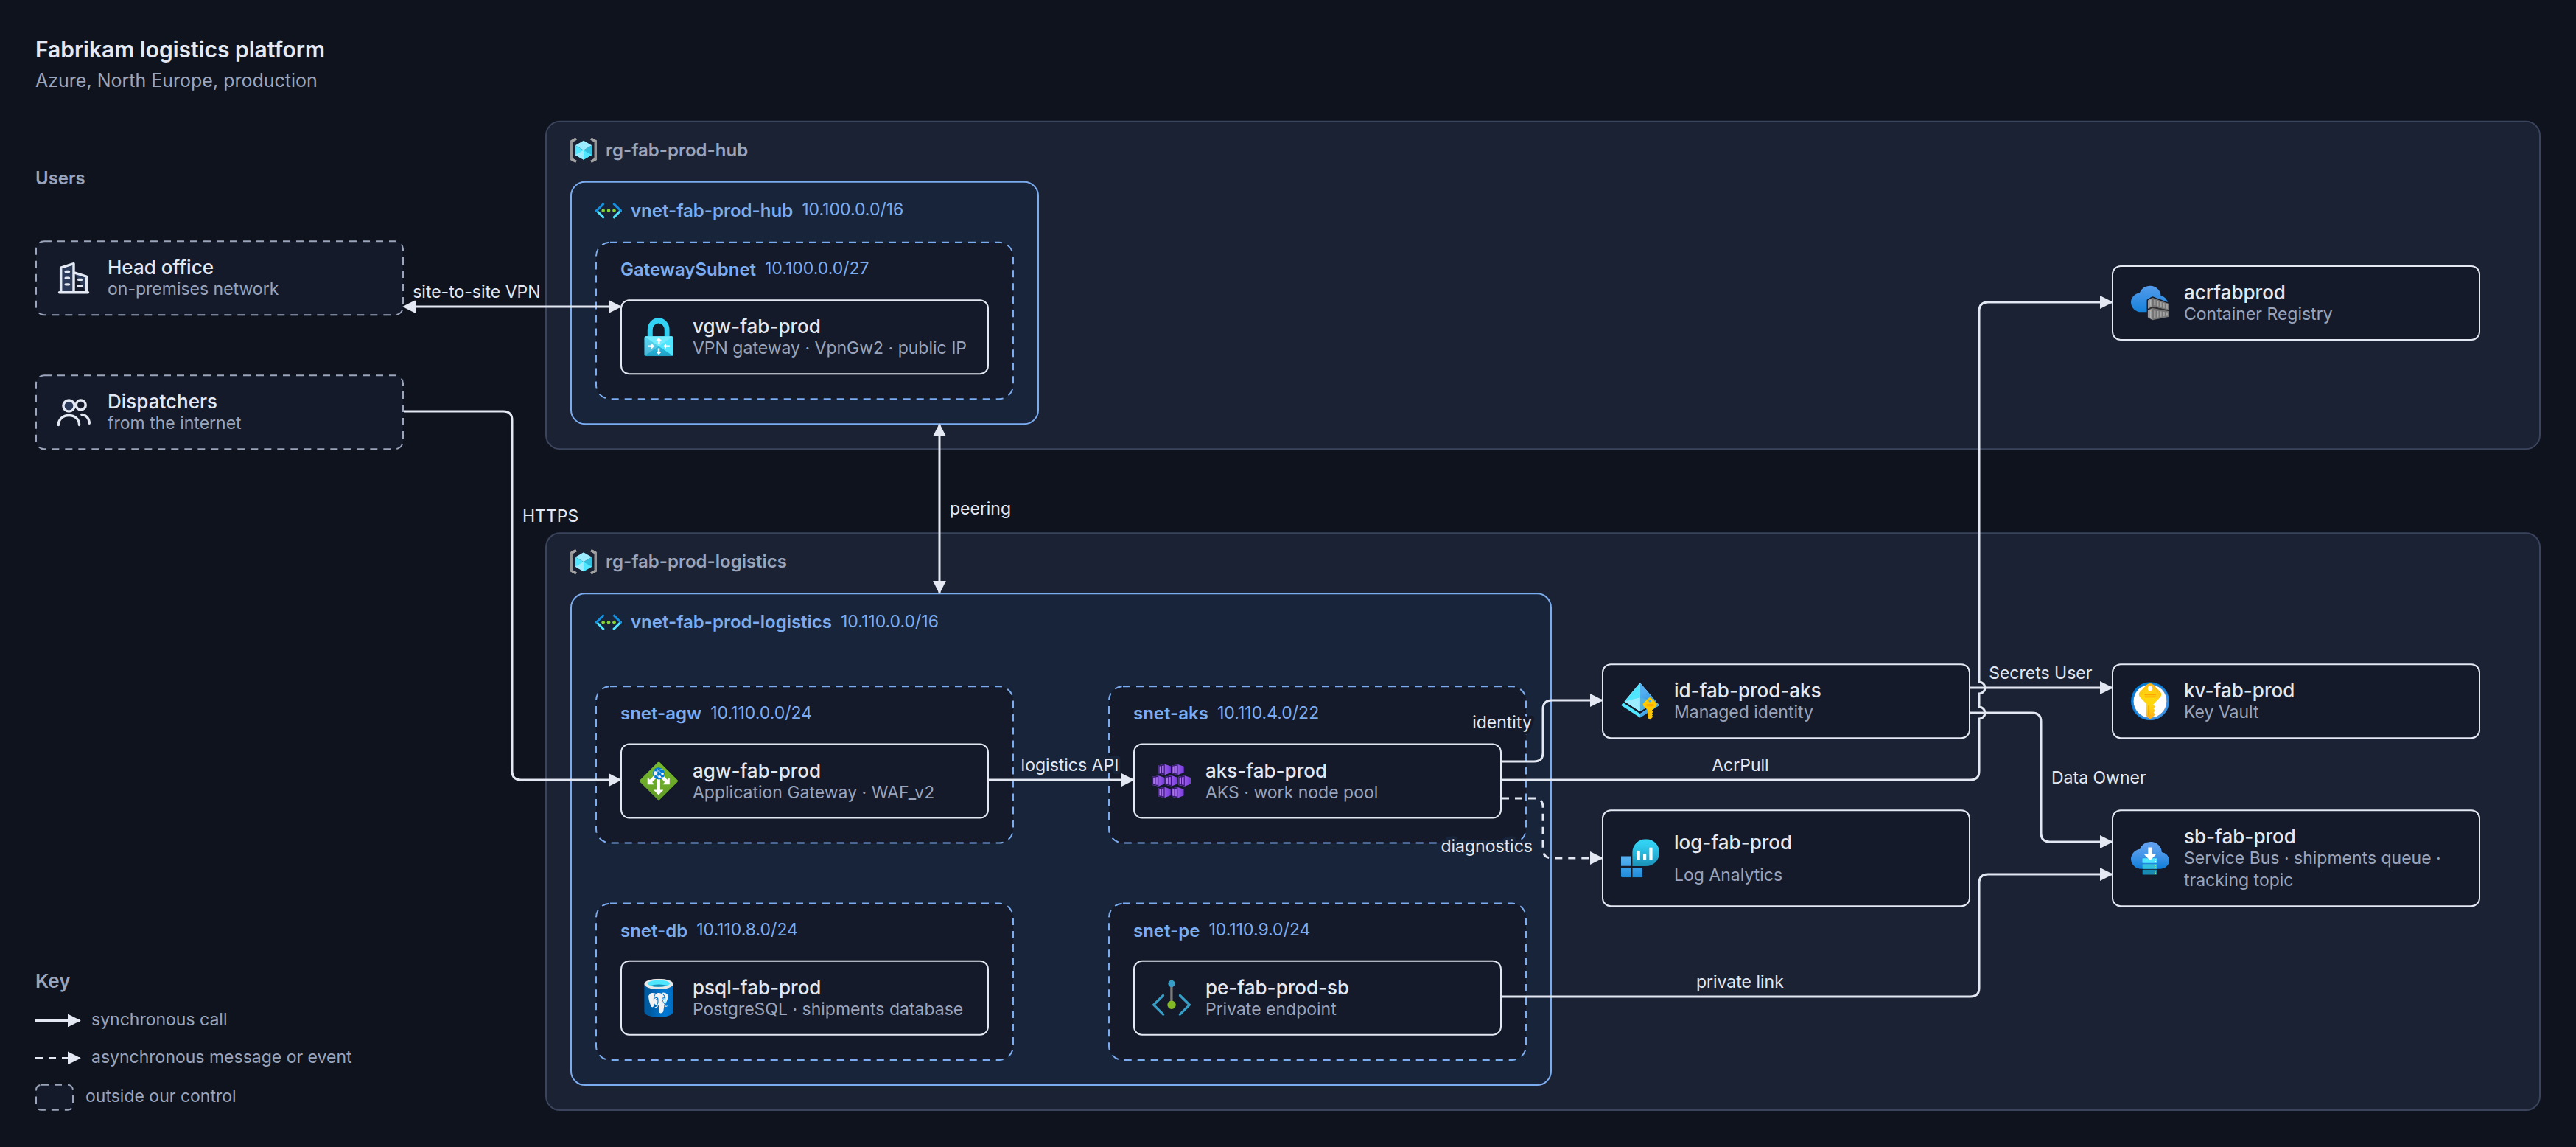 Fabrikam logistics platform
Azure, North Europe, production
Users
Head office
on-premises network
Dispatchers
from the internet
site-to-site VPN
HTTPS
rg-fab-prod-hub
vnet-fab-prod-hub 10.100.0.0/16
GatewaySubnet 10.100.0.0/27
vgw-fab-prod
VPN gateway · VpnGw2 · public IP
acrfabprod
Container Registry
peering
rg-fab-prod-logistics
vnet-fab-prod-logistics 10.110.0.0/16
snet-agw 10.110.0.0/24
agw-fab-prod
Application Gateway · WAF_v2
logistics API
snet-aks 10.110.4.0/22
aks-fab-prod
AKS · work node pool
identity
AcrPull
diagnostics
id-fab-prod-aks
Managed identity
Secrets User
kv-fab-prod
Key Vault
Data Owner
log-fab-prod
Log Analytics
sb-fab-prod
Service Bus · shipments queue ·
tracking topic
snet-db 10.110.8.0/24
psql-fab-prod
PostgreSQL · shipments database
snet-pe 10.110.9.0/24
pe-fab-prod-sb
Private endpoint
private link
Key
synchronous call
asynchronous message or event
outside our control